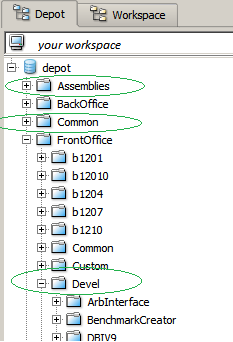 Depot Workspace
your workspace
depot
Assemblies
BackOffice
Common
FrontOffice
b1201
b12010
b1204
b1207
b1210
Common
Custom
Devel
ArbInterface
BenchmarkCreator
DBIV9